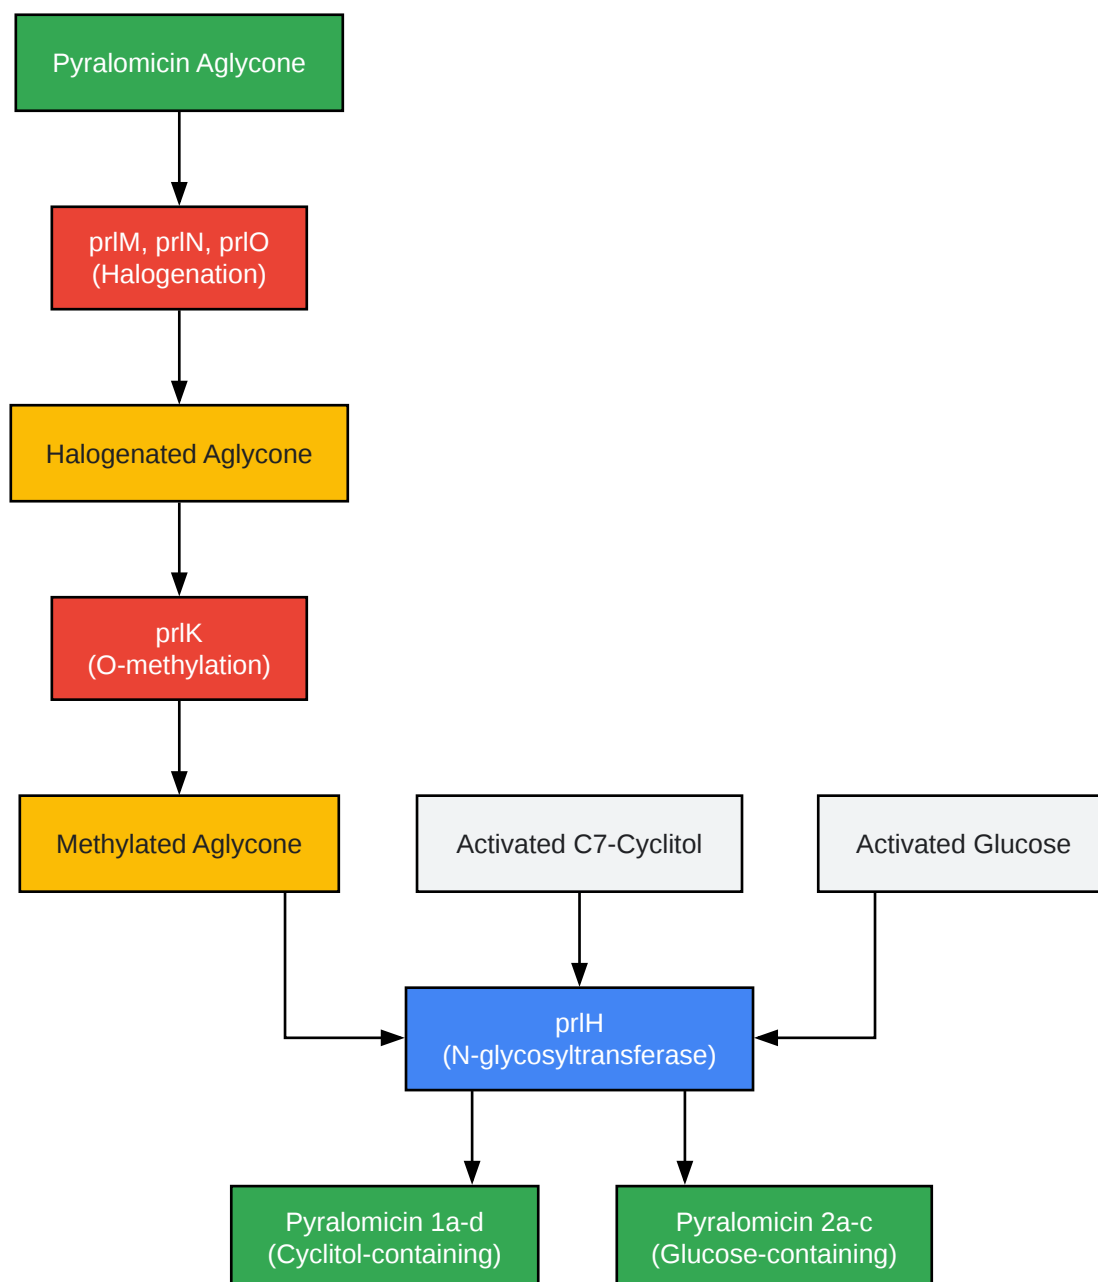 Pyralomicin Aglycone
prlM, prlN, prlO
(Halogenation)
Halogenated Aglycone
prlK
(O-methylation)
Methylated Aglycone
Activated C7-Cyclitol
Activated Glucose
prlH
(N-glycosyltransferase)
Pyralomicin 1a-d
(Cyclitol-containing)
Pyralomicin 2a-c
(Glucose-containing)